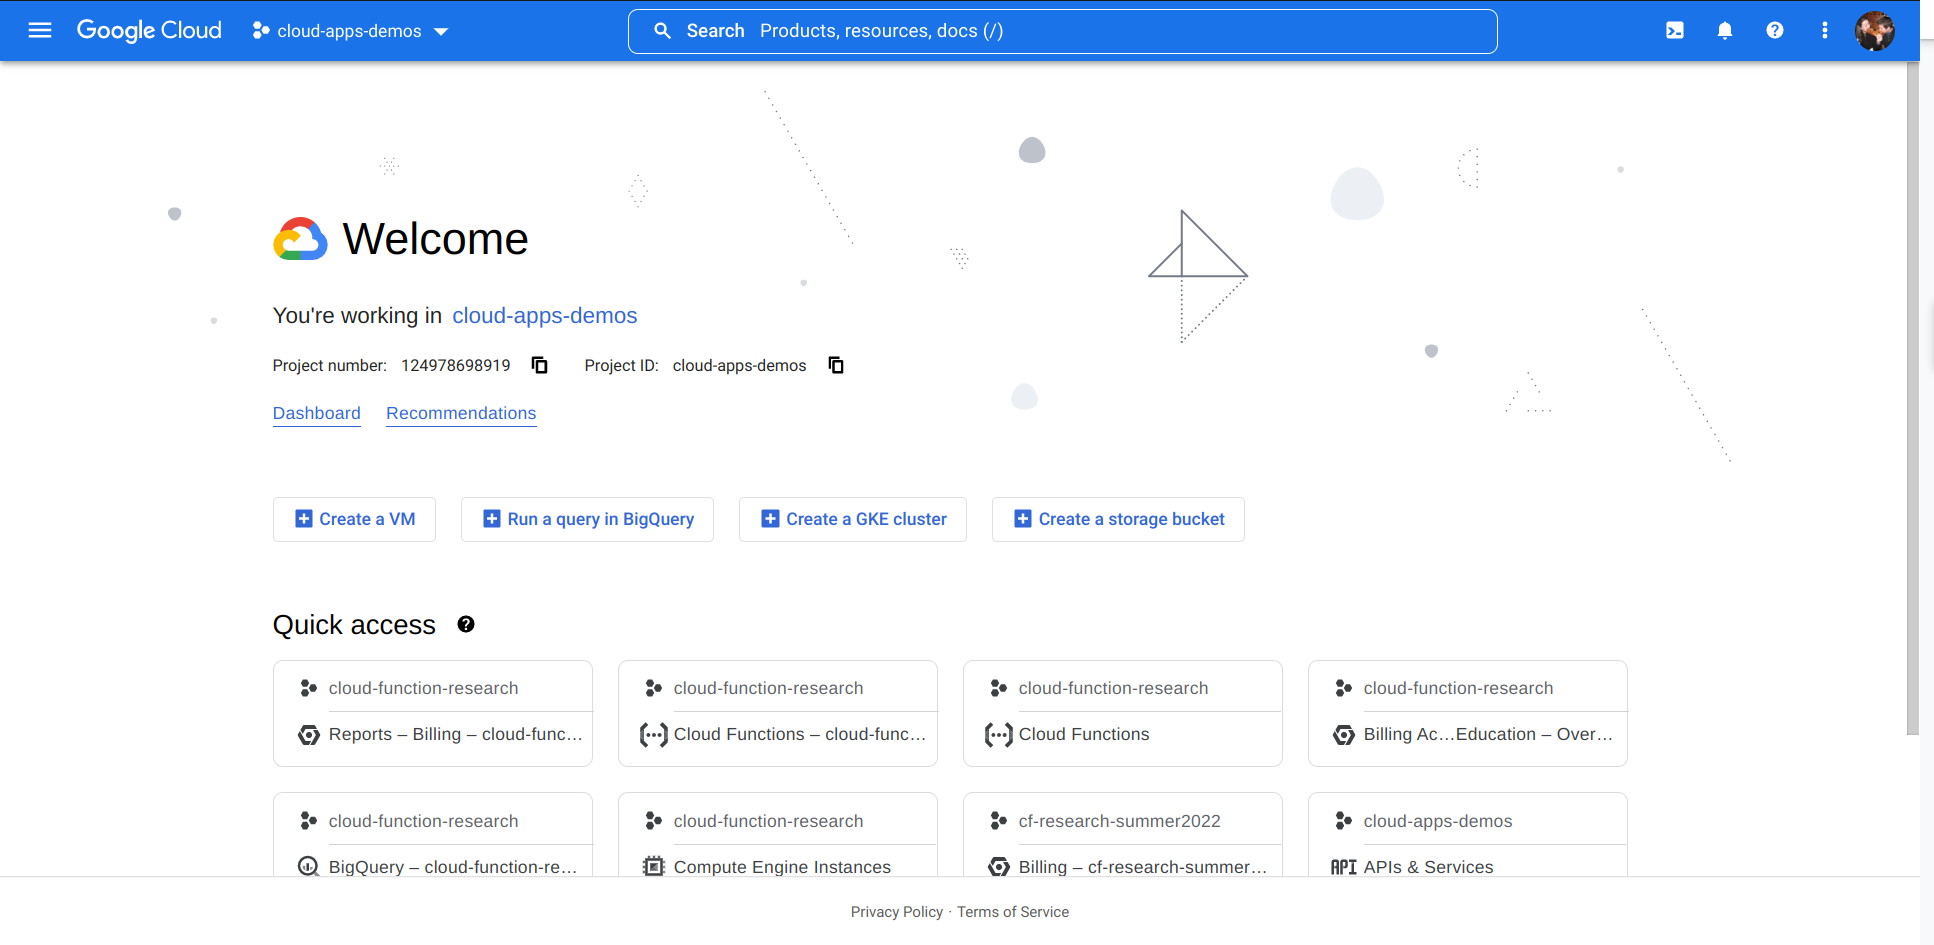 Google Cloud cloud-apps-demos Search Products, resources, docs (/)
Welcome
You're working in cloud-apps-demos
Project number: 124978698919 Project ID: cloud-apps-demos
Dashboard Recommendations
Create a VM Run a query in BigQuery Create a GKE cluster Create a storage bucket
Quick access
cloud-function-research cloud-function-research cloud-function-research cloud-function-research
Reports – Billing – cloud-func... Cloud Functions – cloud-func... Cloud Functions Billing Ac...Education – Over...
cloud-function-research cloud-function-research cf-research-summer2022 cloud-apps-demos
BigQuery – cloud-function-re... Compute Engine Instances Billing – cf-research-summer... API APIs & Services
Privacy Policy · Terms of Service